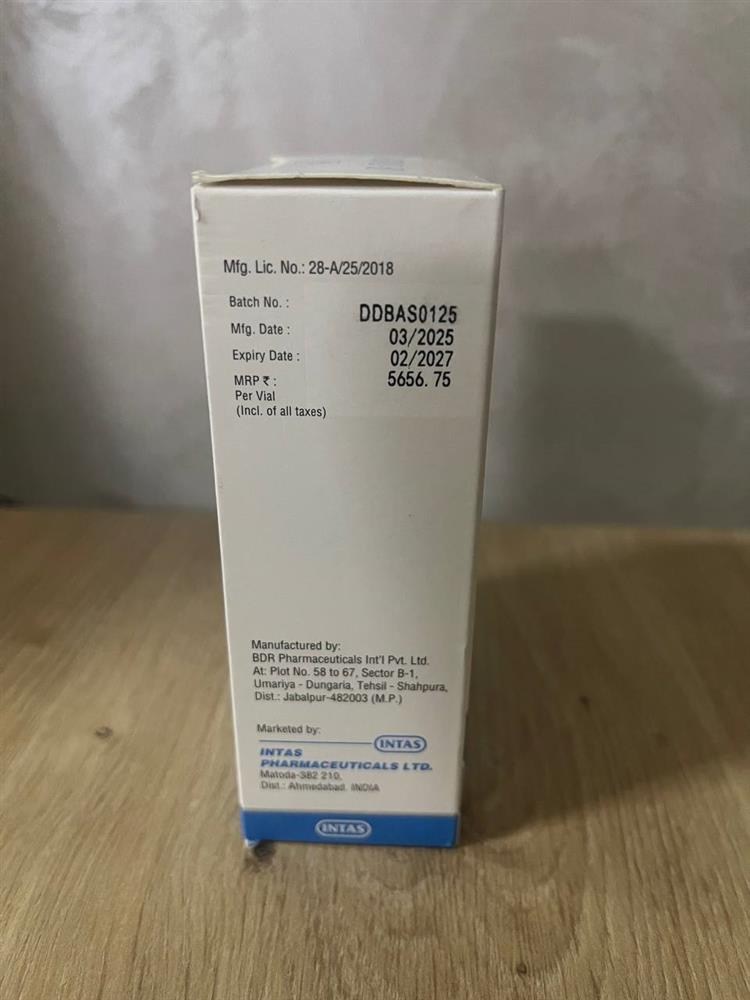 Mfg. Lic. No.: 28-A/25/2018
Batch No. : DDBAS0125
Mfg. Date : 03/2025
Expiry Date : 02/2027
MRP ₹ : 5656.75
Per Vial
(Incl. of all taxes)
Manufactured by:
BDR Pharmaceuticals Int'l Pvt. Ltd.
At: Plot No. 58 to 67, Sector B-1,
Umariya - Dungaria, Tehsil - Shahpura,
Dist.: Jabalpur-482003 (M.P.)
Marketed by:
INTAS
INTAS
PHARMACEUTICALS LTD.
Matoda-382 210,
Dist.: Ahmedabad. INDIA
INTAS